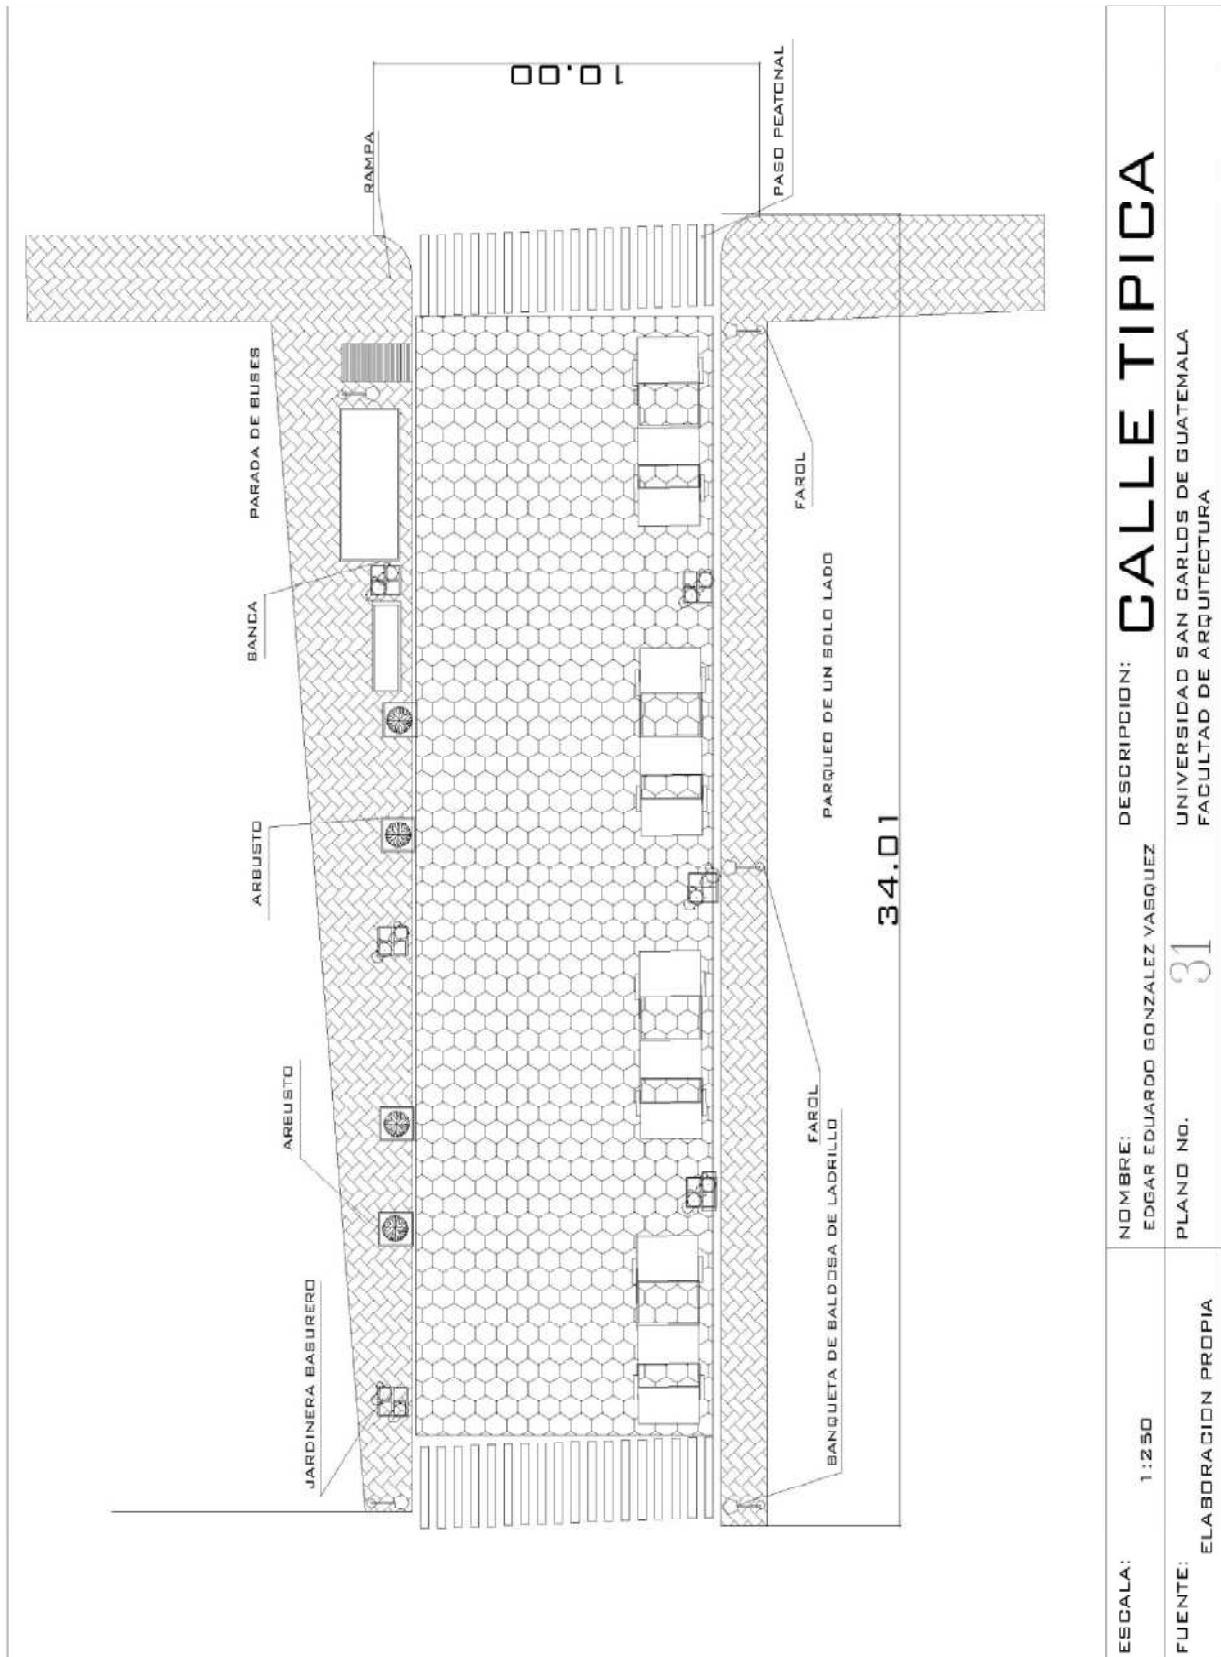 JARDINERA BASURERO
ARBUSTO
ARBUSTO
BANCA
PARADA DE BUSES
RAMPA
10.00
PASO PEATONAL
FAROL
PARQUEO DE UN SOLO LADO
34.01
FAROL
BANQUETA DE BALDOSA DE LADRILLO
ESCALA:
1:250
NOMBRE:
EDGAR EDUARDO GONZALEZ VASQUEZ
DESCRIPCION:
CALLE TIPICA
FUENTE:
ELABORACION PROPIA
PLANO No.
31
UNIVERSIDAD SAN CARLOS DE GUATEMALA
FACULTAD DE ARQUITECTURA